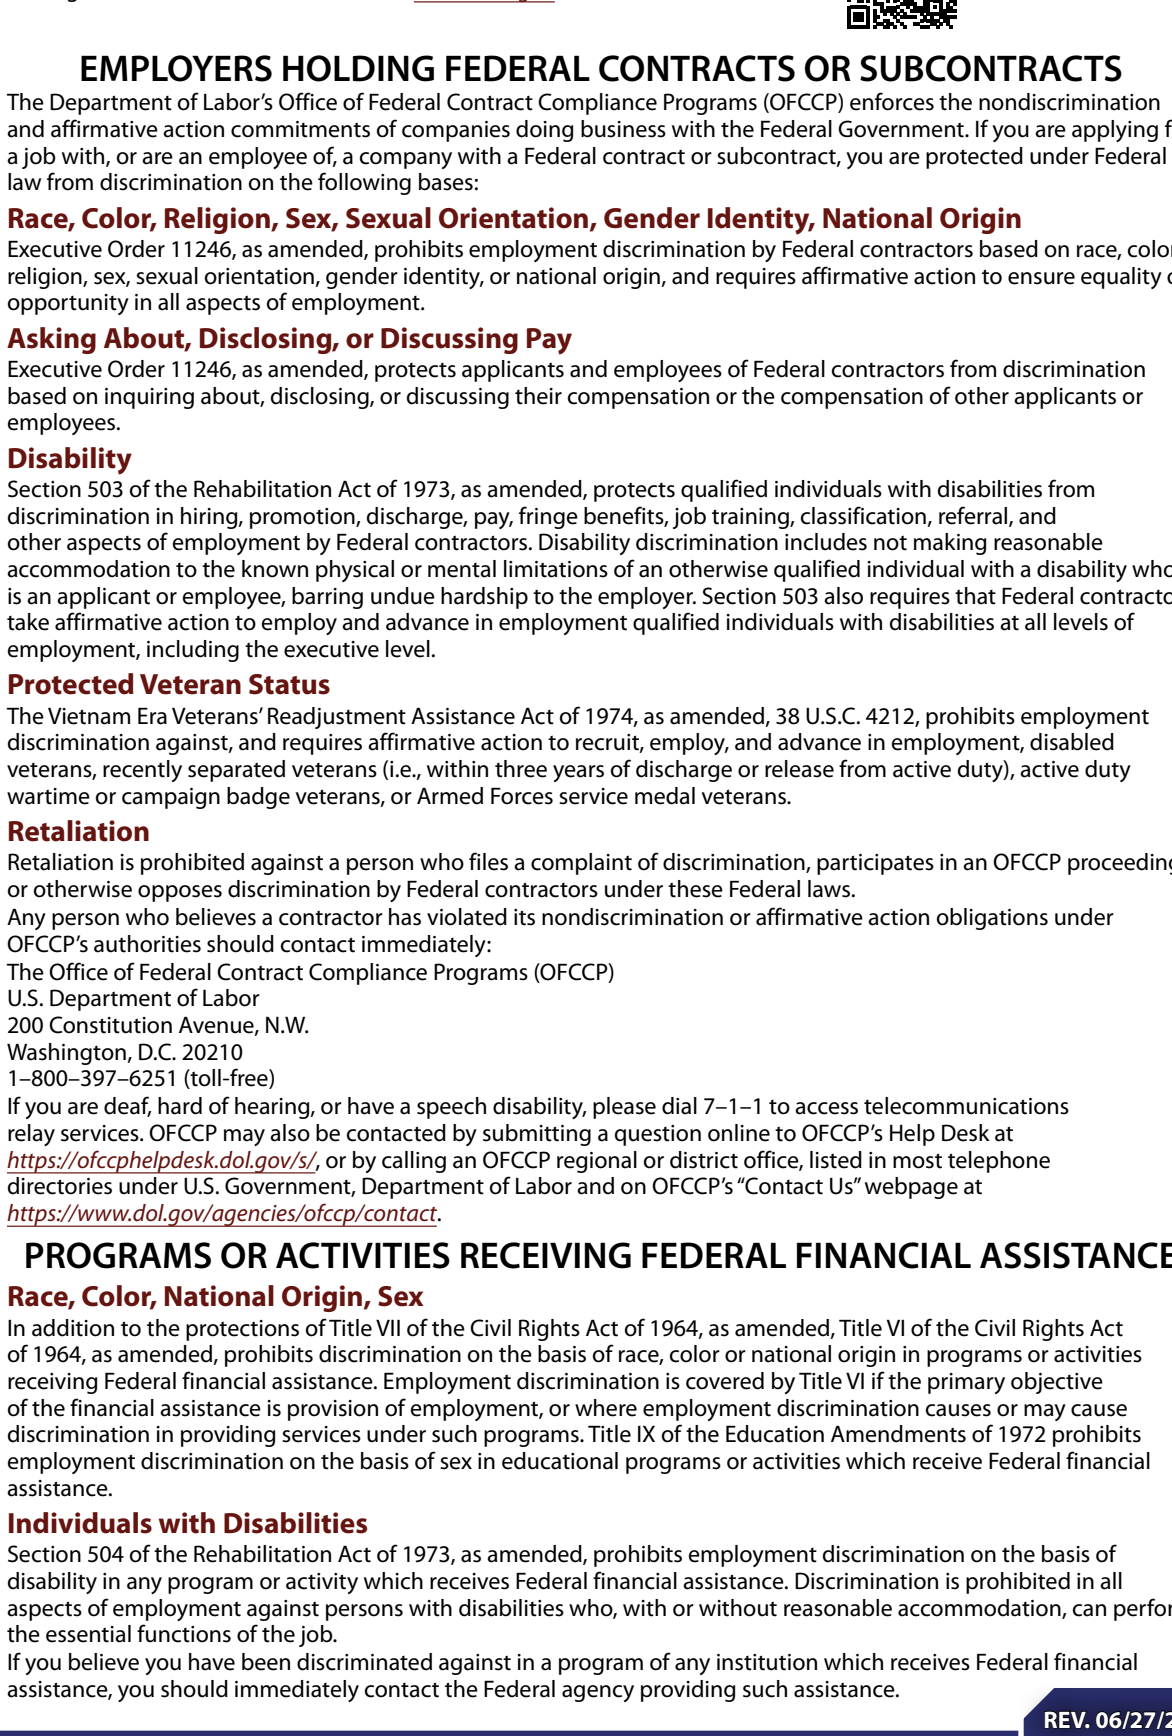 EMPLOYERS HOLDING FEDERAL CONTRACTS OR SUBCONTRACTS
The Department of Labor’s Office of Federal Contract Compliance Programs (OFCCP) enforces the nondiscrimination
and affirmative action commitments of companies doing business with the Federal Government. If you are applying f
a job with, or are an employee of, a company with a Federal contract or subcontract, you are protected under Federal
law from discrimination on the following bases:
Race, Color, Religion, Sex, Sexual Orientation, Gender Identity, National Origin
Executive Order 11246, as amended, prohibits employment discrimination by Federal contractors based on race, color
religion, sex, sexual orientation, gender identity, or national origin, and requires affirmative action to ensure equality o
opportunity in all aspects of employment.
Asking About, Disclosing, or Discussing Pay
Executive Order 11246, as amended, protects applicants and employees of Federal contractors from discrimination
based on inquiring about, disclosing, or discussing their compensation or the compensation of other applicants or
employees.
Disability
Section 503 of the Rehabilitation Act of 1973, as amended, protects qualified individuals with disabilities from
discrimination in hiring, promotion, discharge, pay, fringe benefits, job training, classification, referral, and
other aspects of employment by Federal contractors. Disability discrimination includes not making reasonable
accommodation to the known physical or mental limitations of an otherwise qualified individual with a disability who
is an applicant or employee, barring undue hardship to the employer. Section 503 also requires that Federal contracto
take affirmative action to employ and advance in employment qualified individuals with disabilities at all levels of
employment, including the executive level.
Protected Veteran Status
The Vietnam Era Veterans’ Readjustment Assistance Act of 1974, as amended, 38 U.S.C. 4212, prohibits employment
discrimination against, and requires affirmative action to recruit, employ, and advance in employment, disabled
veterans, recently separated veterans (i.e., within three years of discharge or release from active duty), active duty
wartime or campaign badge veterans, or Armed Forces service medal veterans.
Retaliation
Retaliation is prohibited against a person who files a complaint of discrimination, participates in an OFCCP proceeding
or otherwise opposes discrimination by Federal contractors under these Federal laws.
Any person who believes a contractor has violated its nondiscrimination or affirmative action obligations under
OFCCP’s authorities should contact immediately:
The Office of Federal Contract Compliance Programs (OFCCP)
U.S. Department of Labor
200 Constitution Avenue, N.W.
Washington, D.C. 20210
1–800–397–6251 (toll-free)
If you are deaf, hard of hearing, or have a speech disability, please dial 7–1–1 to access telecommunications
relay services. OFCCP may also be contacted by submitting a question online to OFCCP’s Help Desk at
https://ofccphelpdesk.dol.gov/s/, or by calling an OFCCP regional or district office, listed in most telephone
directories under U.S. Government, Department of Labor and on OFCCP’s “Contact Us” webpage at
https://www.dol.gov/agencies/ofccp/contact.
PROGRAMS OR ACTIVITIES RECEIVING FEDERAL FINANCIAL ASSISTANCE
Race, Color, National Origin, Sex
In addition to the protections of Title VII of the Civil Rights Act of 1964, as amended, Title VI of the Civil Rights Act
of 1964, as amended, prohibits discrimination on the basis of race, color or national origin in programs or activities
receiving Federal financial assistance. Employment discrimination is covered by Title VI if the primary objective
of the financial assistance is provision of employment, or where employment discrimination causes or may cause
discrimination in providing services under such programs. Title IX of the Education Amendments of 1972 prohibits
employment discrimination on the basis of sex in educational programs or activities which receive Federal financial
assistance.
Individuals with Disabilities
Section 504 of the Rehabilitation Act of 1973, as amended, prohibits employment discrimination on the basis of
disability in any program or activity which receives Federal financial assistance. Discrimination is prohibited in all
aspects of employment against persons with disabilities who, with or without reasonable accommodation, can perfor
the essential functions of the job.
If you believe you have been discriminated against in a program of any institution which receives Federal financial
assistance, you should immediately contact the Federal agency providing such assistance.
REV. 06/27/2